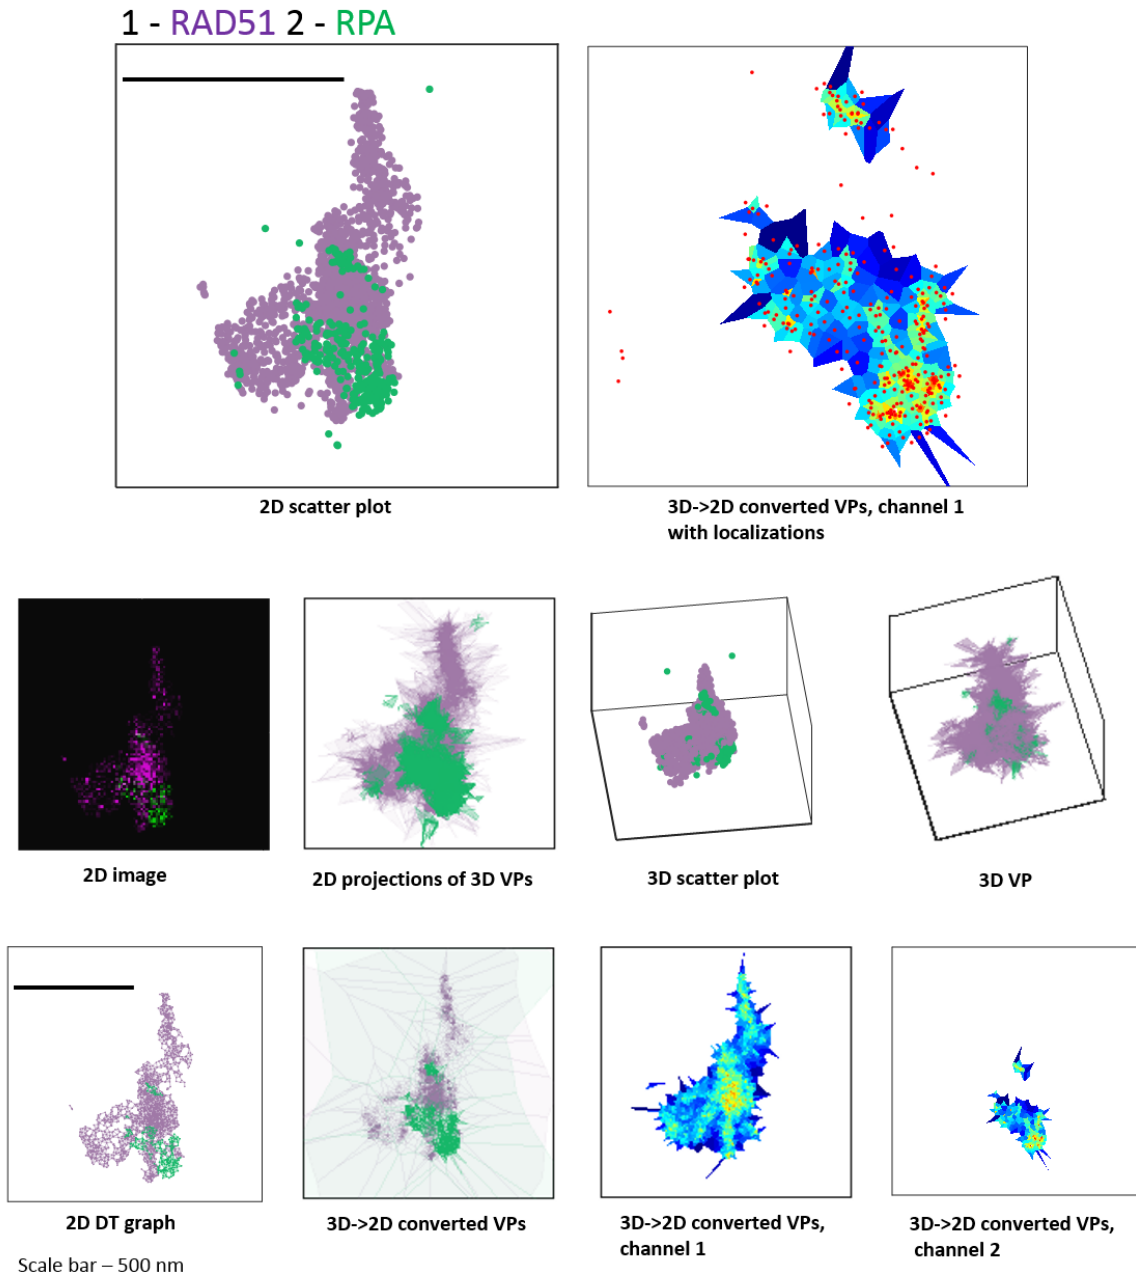 1 - RAD51 2 - RPA
2D scatter plot
3D->2D converted VPs, channel 1
with localizations
2D image
2D projections of 3D VPs
3D scatter plot
3D VP
2D DT graph
3D->2D converted VPs
3D->2D converted VPs,
channel 1
3D->2D converted VPs,
channel 2
Scale bar – 500 nm